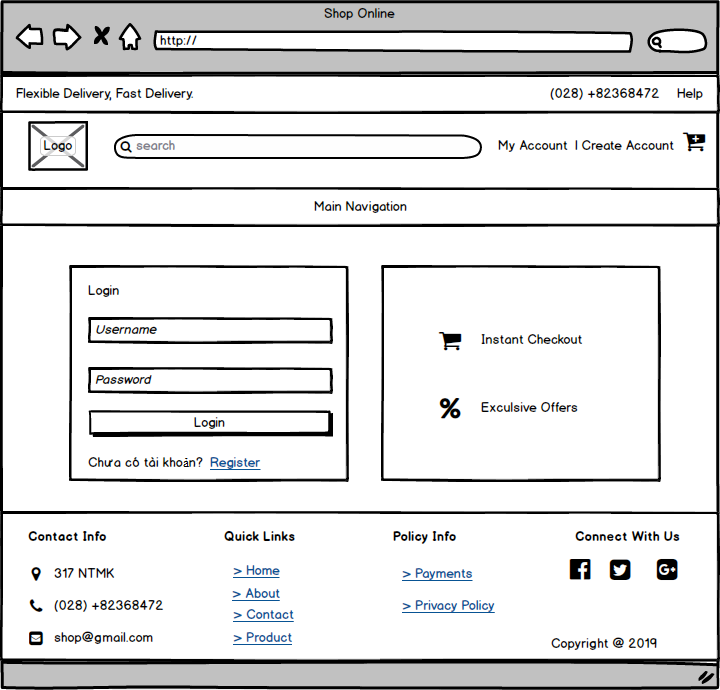 Shop Online
http://
Flexible Delivery, Fast Delivery.
(028) +82368472 Help
Logo
search
My Account | Create Account
Main Navigation
Login
Username
Password
Login
Chưa có tài khoản? Register
Instant Checkout
% Exculsive Offers
Contact Info
317 NTMK
(028) +82368472
shop@gmail.com
Quick Links
> Home
> About
> Contact
> Product
Policy Info
> Payments
> Privacy Policy
Connect With Us
Copyright @ 2019